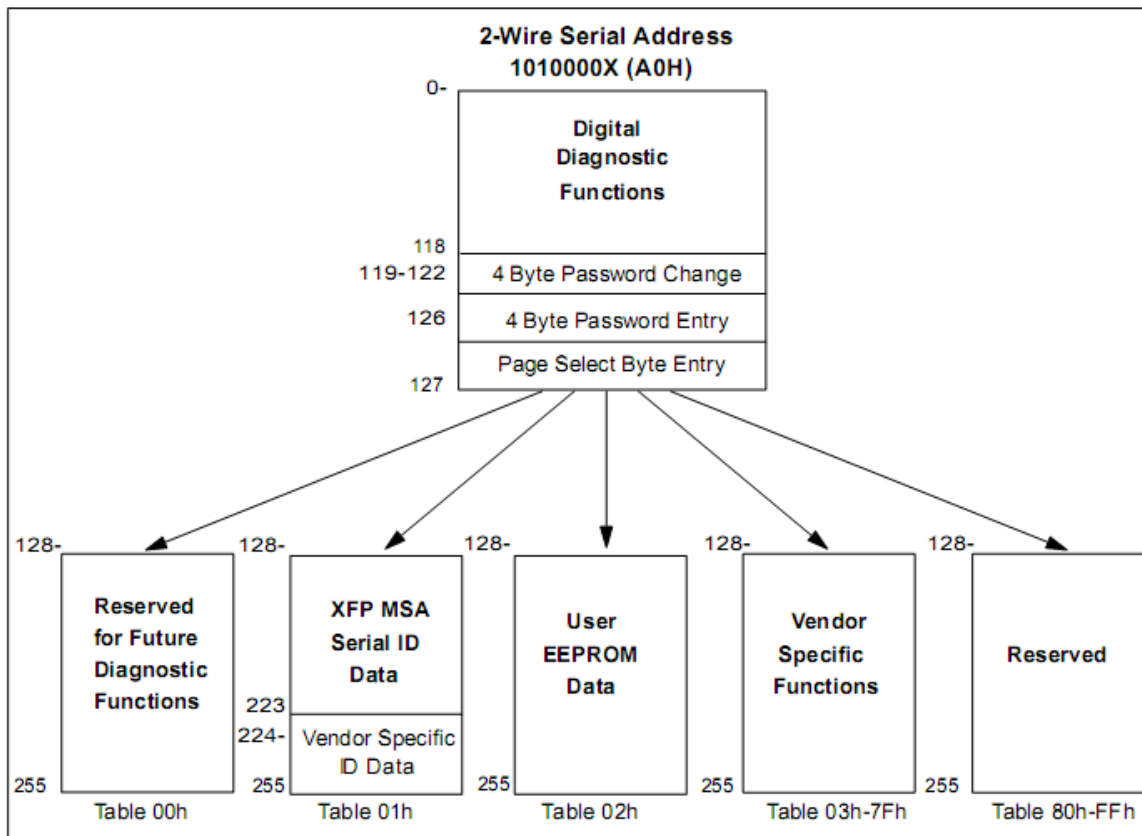 2-Wire Serial Address
1010000X (A0H)
0-
Digital
Diagnostic
Functions
118
119-122
4 Byte Password Change
126
4 Byte Password Entry
Page Select Byte Entry
127
128-
Reserved
for Future
Diagnostic
Functions
255
Table 00h
128-
XFP MSA
Serial ID
Data
223
224-
Vendor Specific
ID Data
255
Table 01h
128-
User
EEPROM
Data
255
Table 02h
128-
Vendor
Specific
Functions
255
Table 03h-7Fh
128-
Reserved
255
Table 80h-FFh